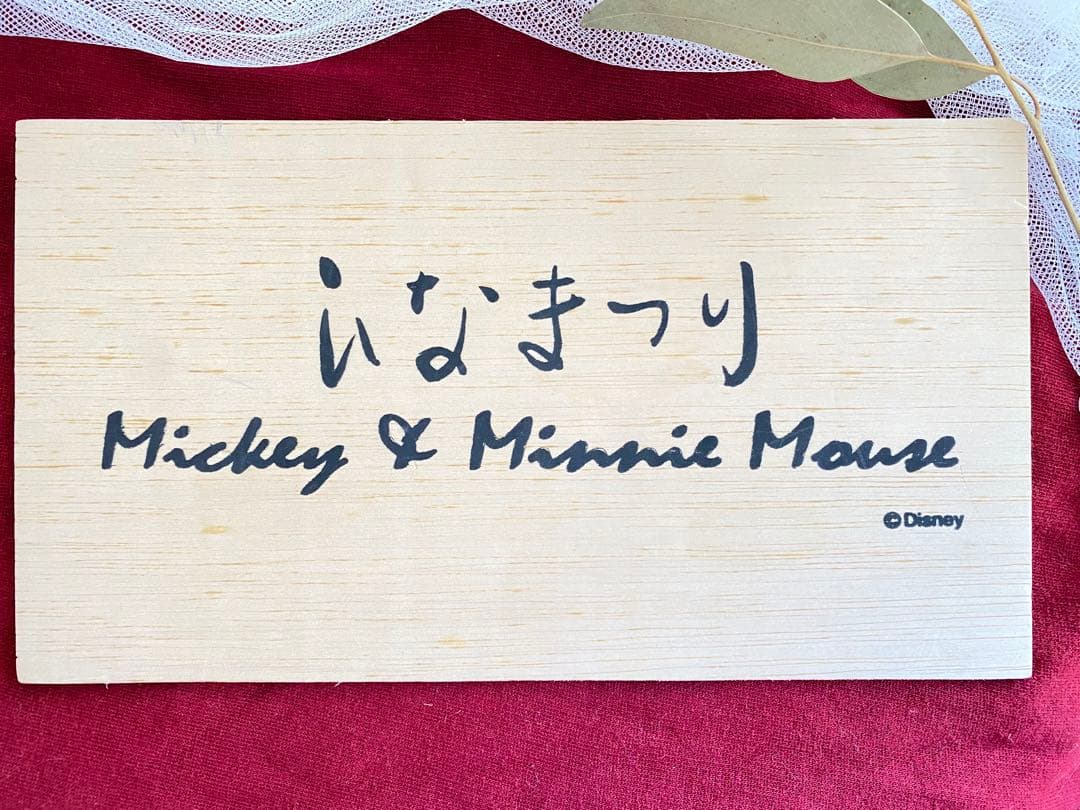 ひなまつり
Mickey & Minnie Mouse
©Disney